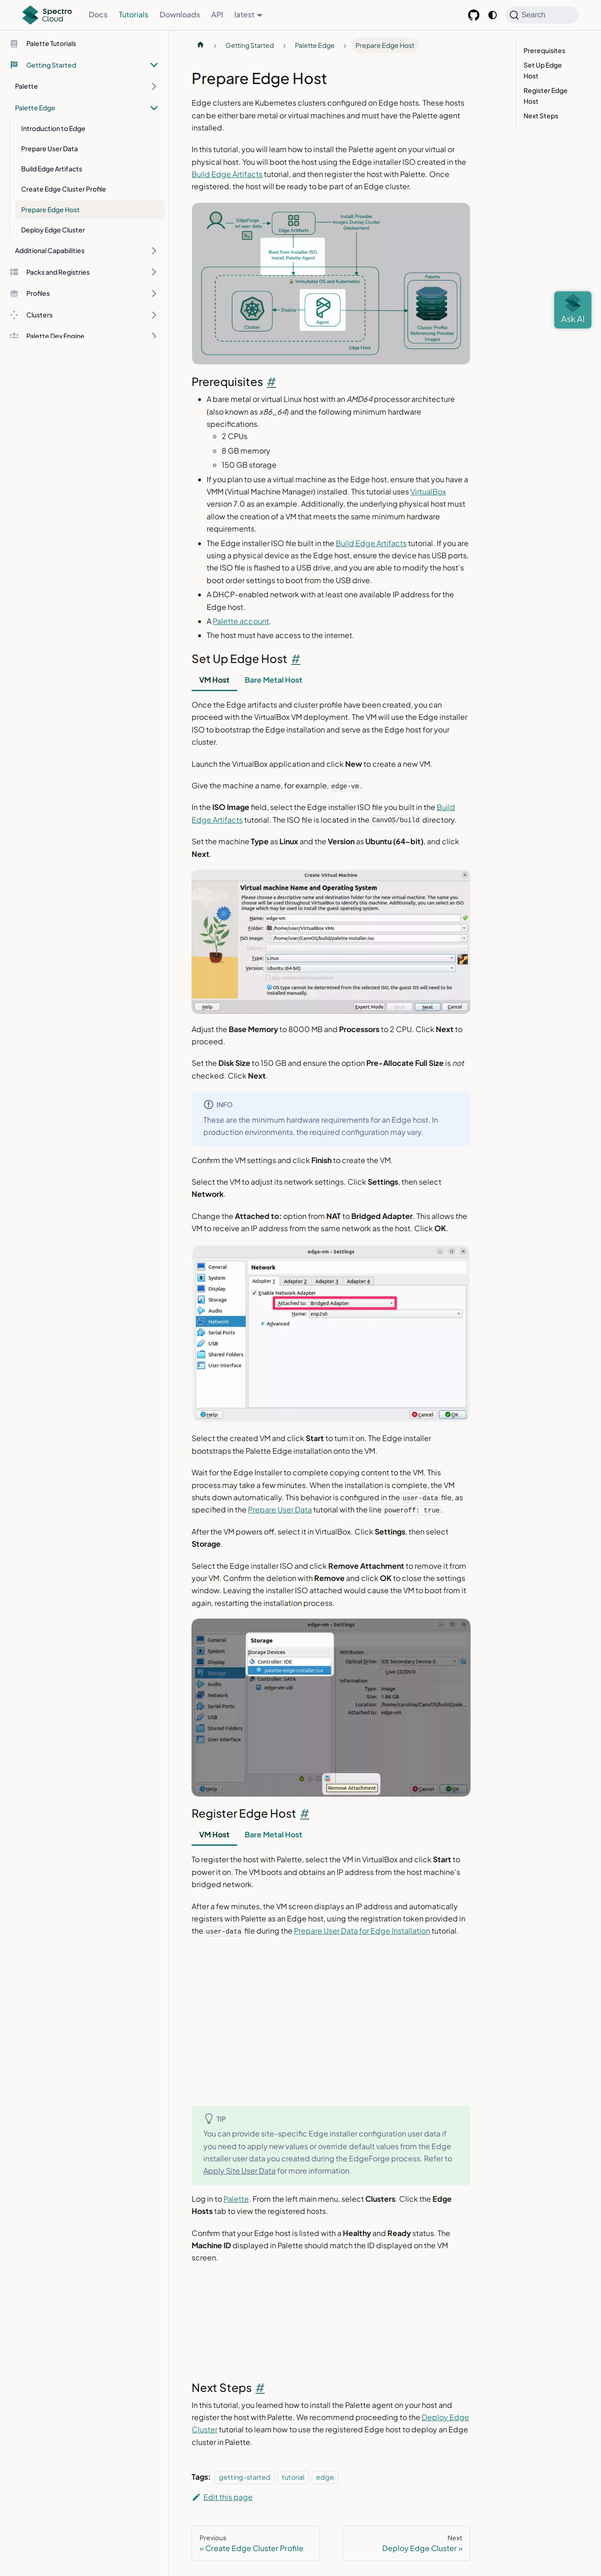 Spectro Cloud
Docs
Tutorials
Downloads
API
latest
Search
Palette Tutorials
Getting Started
Palette
Palette Edge
Introduction to Edge
Prepare User Data
Build Edge Artifacts
Create Edge Cluster Profile
Prepare Edge Host
Deploy Edge Cluster
Additional Capabilities
Packs and Registries
Profiles
Clusters
Palette Dev Engine
Getting Started
Palette Edge
Prepare Edge Host
Prerequisites
Set Up Edge
Host
Register Edge
Host
Next Steps
Ask AI
Prepare Edge Host
Edge clusters are Kubernetes clusters configured on Edge hosts. These hosts
can be either bare metal or virtual machines and must have the Palette agent
installed.
In this tutorial, you will learn how to install the Palette agent on your virtual or
physical host. You will boot the host using the Edge installer ISO created in the
Build Edge Artifacts tutorial, and then register the host with Palette. Once
registered, the host will be ready to be part of an Edge cluster.
EdgeForge
w/ user data
Edge Artifacts
Install Provider
Images During Cluster
Deployment
Boot from Installer ISO,
Install Palette Agent
Immutable OS and Kubernetes
Palette
Cluster
Deploy
Agent
Cluster Profile
Referencing Provider
Images
Edge Host
Prerequisites #
A bare metal or virtual Linux host with an AMD64 processor architecture
(also known as x86_64) and the following minimum hardware
specifications.
2 CPUs
8 GB memory
150 GB storage
If you plan to use a virtual machine as the Edge host, ensure that you have a
VMM (Virtual Machine Manager) installed. This tutorial uses VirtualBox
version 7.0 as an example. Additionally, the underlying physical host must
allow the creation of a VM that meets the same minimum hardware
requirements.
The Edge installer ISO file built in the Build Edge Artifacts tutorial. If you are
using a physical device as the Edge host, ensure the device has USB ports,
the ISO file is flashed to a USB drive, and you are able to modify the host's
boot order settings to boot from the USB drive.
A DHCP-enabled network with at least one available IP address for the
Edge host.
A Palette account.
The host must have access to the internet.
Set Up Edge Host #
VM Host
Bare Metal Host
Once the Edge artifacts and cluster profile have been created, you can
proceed with the VirtualBox VM deployment. The VM will use the Edge installer
ISO to bootstrap the Edge installation and serve as the Edge host for your
cluster.
Launch the VirtualBox application and click New to create a new VM.
Give the machine a name, for example, edge-vm.
In the ISO Image field, select the Edge installer ISO file you built in the Build
Edge Artifacts tutorial. The ISO file is located in the CanvOS/build directory.
Set the machine Type as Linux and the Version as Ubuntu (64-bit), and click
Next.
Create Virtual Machine
Virtual machine Name and Operating System
Please choose a descriptive name and destination folder for the new virtual machine. The name you
choose will be used throughout VirtualBox to identify this machine. Additionally, you can select an ISO
image which may be used to install the guest operating system.
Name: edge-vm
Folder: /home/user/VirtualBox VMs
ISO Image: /home/user/CanvOS/build/palette-installer.iso
Edition:
Type: Linux
Version: Ubuntu (64-bit)
Skip Unattended Installation
OS type cannot be determined from the selected ISO, the guest OS will need to be
installed manually.
Help
Expert Mode
Back
Next
Cancel
Adjust the Base Memory to 8000 MB and Processors to 2 CPU. Click Next to
proceed.
Set the Disk Size to 150 GB and ensure the option Pre-Allocate Full Size is not
checked. Click Next.
INFO
These are the minimum hardware requirements for an Edge host. In
production environments, the required configuration may vary.
Confirm the VM settings and click Finish to create the VM.
Select the VM to adjust its network settings. Click Settings, then select
Network.
Change the Attached to: option from NAT to Bridged Adapter. This allows the
VM to receive an IP address from the same network as the host. Click OK.
edge-vm - Settings
General
System
Display
Storage
Audio
Network
Serial Ports
USB
Shared Folders
User Interface
Network
Adapter 1
Adapter 2
Adapter 3
Adapter 4
Enable Network Adapter
Attached to: Bridged Adapter
Name: enp2s0
Advanced
Help
Cancel
OK
Select the created VM and click Start to turn it on. The Edge installer
bootstraps the Palette Edge installation onto the VM.
Wait for the Edge Installer to complete copying content to the VM. This
process may take a few minutes. When the installation is complete, the VM
shuts down automatically. This behavior is configured in the user-data file, as
specified in the Prepare User Data tutorial with the line poweroff: true.
After the VM powers off, select it in VirtualBox. Click Settings, then select
Storage.
Select the Edge installer ISO and click Remove Attachment to remove it from
your VM. Confirm the deletion with Remove and click OK to close the settings
window. Leaving the installer ISO attached would cause the VM to boot from it
again, restarting the installation process.
edge-vm - Settings
General
System
Display
Storage
Audio
Network
Serial Ports
USB
Shared Folders
User Interface
Storage
Storage Devices
Controller: IDE
palette-edge-installer.iso
Controller: SATA
edge-vm.vdi
Attributes
Optical Drive: IDE Secondary Device 0
Live CD/DVD
Information
Type: Image
Size: 1.86 GB
Location: /home/carolina/CanvOS/build/pale...
Attached to: edge-vm
Remove Attachment
Help
Cancel
OK
Register Edge Host #
VM Host
Bare Metal Host
To register the host with Palette, select the VM in VirtualBox and click Start to
power it on. The VM boots and obtains an IP address from the host machine's
bridged network.
After a few minutes, the VM screen displays an IP address and automatically
registers with Palette as an Edge host, using the registration token provided in
the user-data file during the Prepare User Data for Edge Installation tutorial.
TIP
You can provide site-specific Edge installer configuration user data if
you need to apply new values or override default values from the Edge
installer user data you created during the EdgeForge process. Refer to
Apply Site User Data for more information.
Log in to Palette. From the left main menu, select Clusters. Click the Edge
Hosts tab to view the registered hosts.
Confirm that your Edge host is listed with a Healthy and Ready status. The
Machine ID displayed in Palette should match the ID displayed on the VM
screen.
Next Steps #
In this tutorial, you learned how to install the Palette agent on your host and
register the host with Palette. We recommend proceeding to the Deploy Edge
Cluster tutorial to learn how to use the registered Edge host to deploy an Edge
cluster in Palette.
Tags: getting-started tutorial edge
Edit this page
Previous
« Create Edge Cluster Profile
Next
Deploy Edge Cluster »